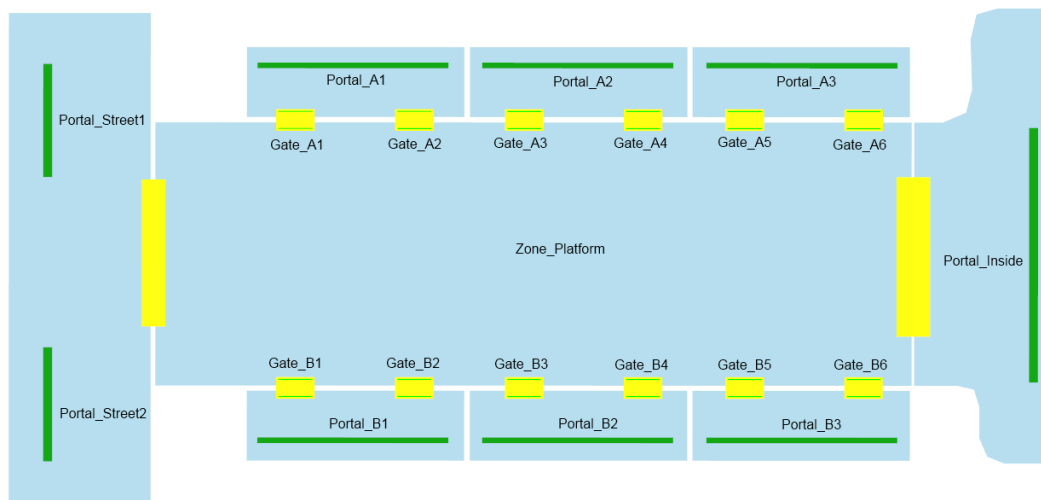 Portal_A1
Portal_A2
Portal_A3
Portal_Street1
Gate_A1
Gate_A2
Gate_A3
Gate_A4
Gate_A5
Gate_A6
Zone_Platform
Portal_Inside
Gate_B1
Gate_B2
Gate_B3
Gate_B4
Gate_B5
Gate_B6
Portal_Street2
Portal_B1
Portal_B2
Portal_B3